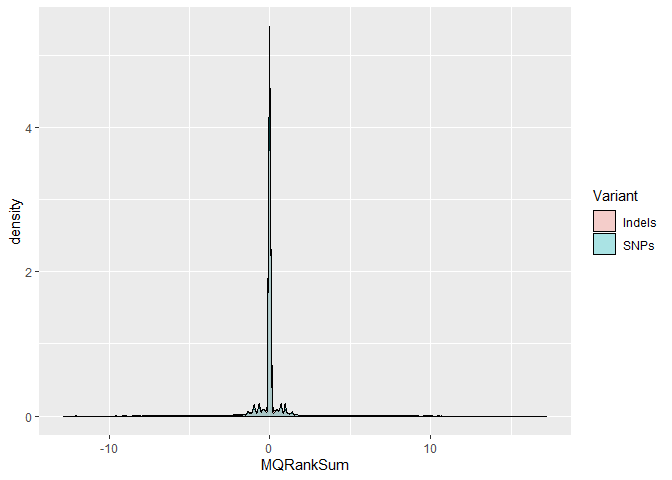 density
4
2
0
-10
0
10
MQRankSum
Variant
Indels
SNPs